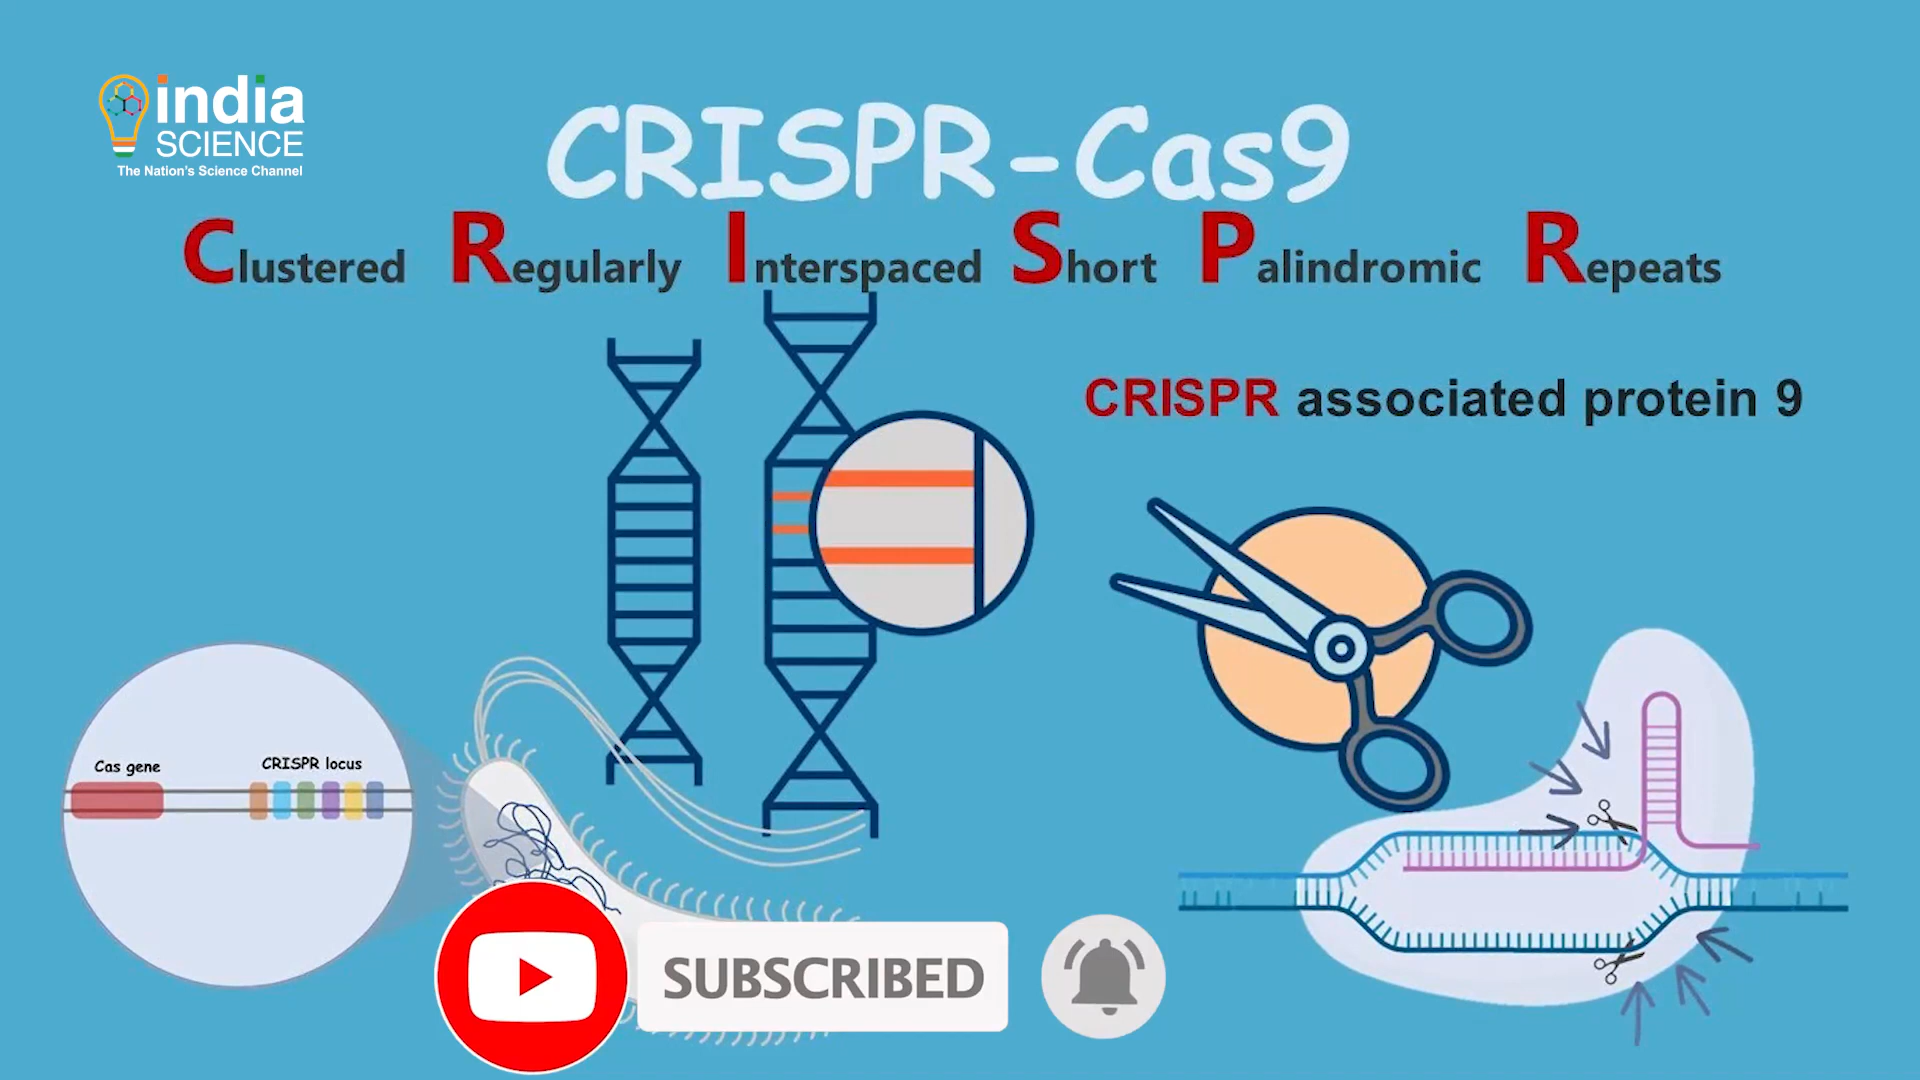 india
SCIENCE
The Nation's Science Channel
CRISPR-Cas9
Clustered Regularly Interspaced Short Palindromic Repeats
CRISPR associated protein 9
Cas gene
CRISPR locus
SUBSCRIBED